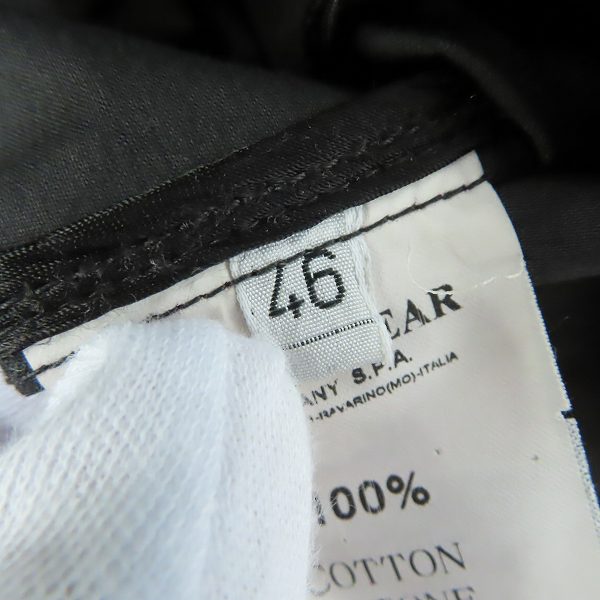 46
EAR
ANY S.P.A.
RAVARINO(MO)-ITALIA
100%
COTTON